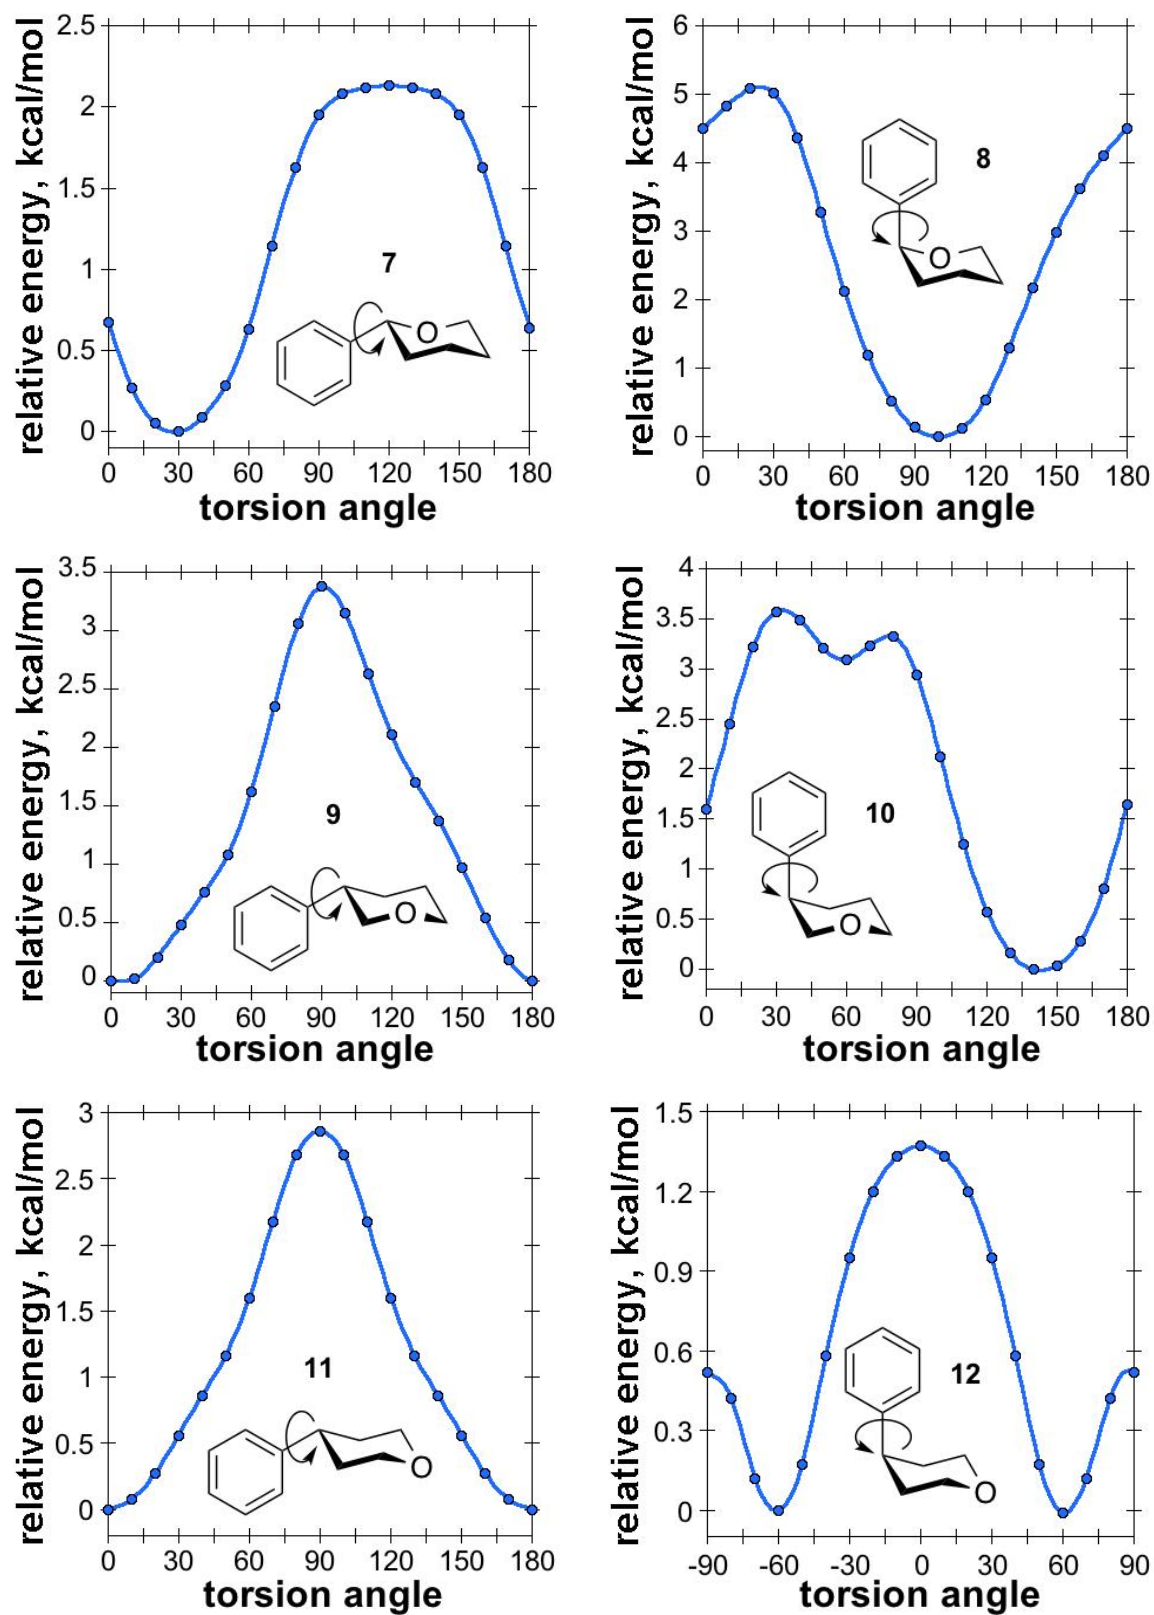 relative energy, kcal/mol
2.5
2
1.5
1
0.5
0
7
O
0 30 60 90 120 150 180
torsion angle
relative energy, kcal/mol
6
5
4
3
2
1
0
8
O
0 30 60 90 120 150 180
torsion angle
relative energy, kcal/mol
3.5
3
2.5
2
1.5
1
0.5
0
9
O
0 30 60 90 120 150 180
torsion angle
relative energy, kcal/mol
4
3.5
3
2.5
2
1.5
1
0.5
0
10
O
0 30 60 90 120 150 180
torsion angle
relative energy, kcal/mol
3
2.5
2
1.5
1
0.5
0
11
O
0 30 60 90 120 150 180
torsion angle
relative energy, kcal/mol
1.5
1.2
0.9
0.6
0.3
0
12
O
-90 -60 -30 0 30 60 90
torsion angle